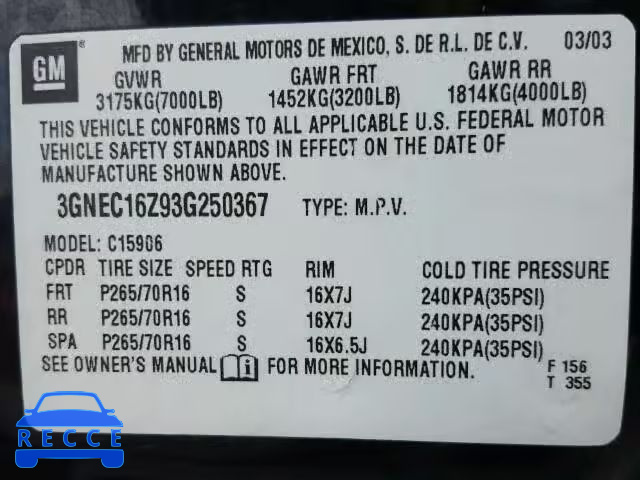 GM ®
MFD BY GENERAL MOTORS DE MEXICO, S. DE R.L. DE C.V. 03/03
GVWR GAWR FRT GAWR RR
3175KG(7000LB) 1452KG(3200LB) 1814KG(4000LB)
THIS VEHICLE CONFORMS TO ALL APPLICABLE U.S. FEDERAL MOTOR
VEHICLE SAFETY STANDARDS IN EFFECT ON THE DATE OF
MANUFACTURE SHOWN ABOVE.
3GNEC16Z93G250367 TYPE: M.P.V.
MODEL: C15906
CPDR TIRE SIZE SPEED RTG RIM COLD TIRE PRESSURE
FRT P265/70R16 S 16X7J 240KPA(35PSI)
RR P265/70R16 S 16X7J 240KPA(35PSI)
SPA P265/70R16 S 16X6.5J 240KPA(35PSI)
SEE OWNER'S MANUAL FOR MORE INFORMATION.
F 156
T 355
RECCE